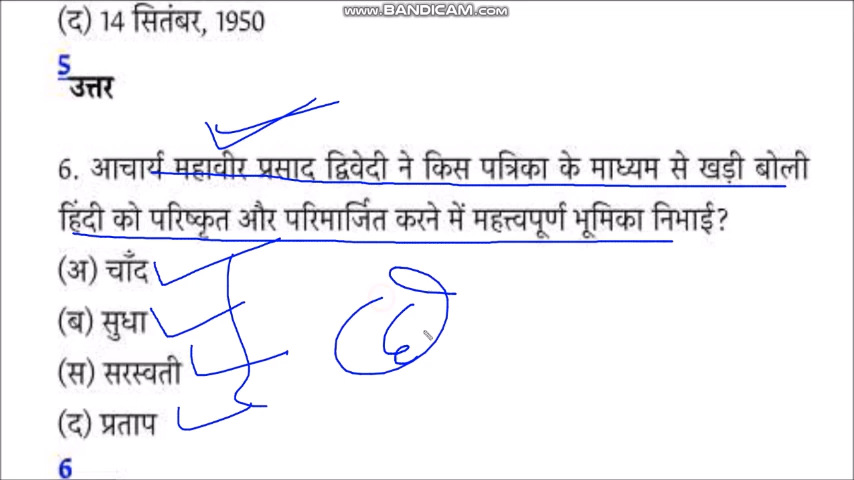 www.BANDICAM.com
(द) 14 सितंबर, 1950
5
उत्तर
6. आचार्य महावीर प्रसाद द्विवेदी ने किस पत्रिका के माध्यम से खड़ी बोली
हिंदी को परिष्कृत और परिमार्जित करने में महत्त्वपूर्ण भूमिका निभाई?
(अ) चाँद
(ब) सुधा
(स) सरस्वती
(द) प्रताप
6